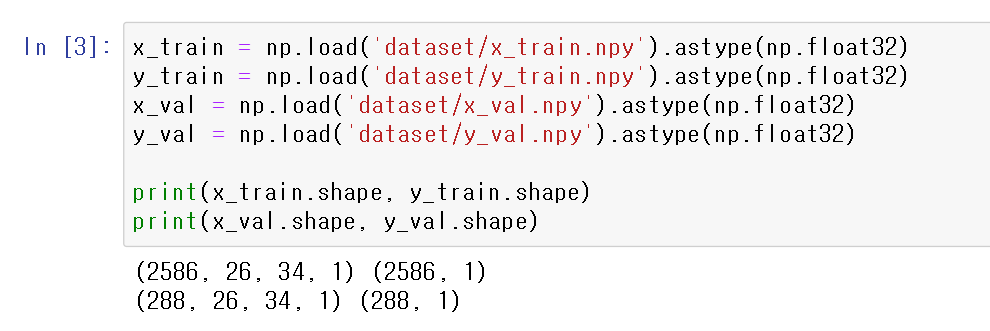 In [3]: x_train = np.load('dataset/x_train.npy').astype(np.float32)
y_train = np.load('dataset/y_train.npy').astype(np.float32)
x_val = np.load('dataset/x_val.npy').astype(np.float32)
y_val = np.load('dataset/y_val.npy').astype(np.float32)
print(x_train.shape, y_train.shape)
print(x_val.shape, y_val.shape)
(2586, 26, 34, 1) (2586, 1)
(288, 26, 34, 1) (288, 1)